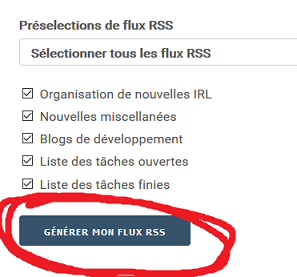 Préselections de flux RSS
Sélectionner tous les flux RSS
Organisation de nouvelles IRL
Nouvelles miscellanées
Blogs de développement
Liste des tâches ouvertes
Liste des tâches finies
GÉNÉRER MON FLUX RSS